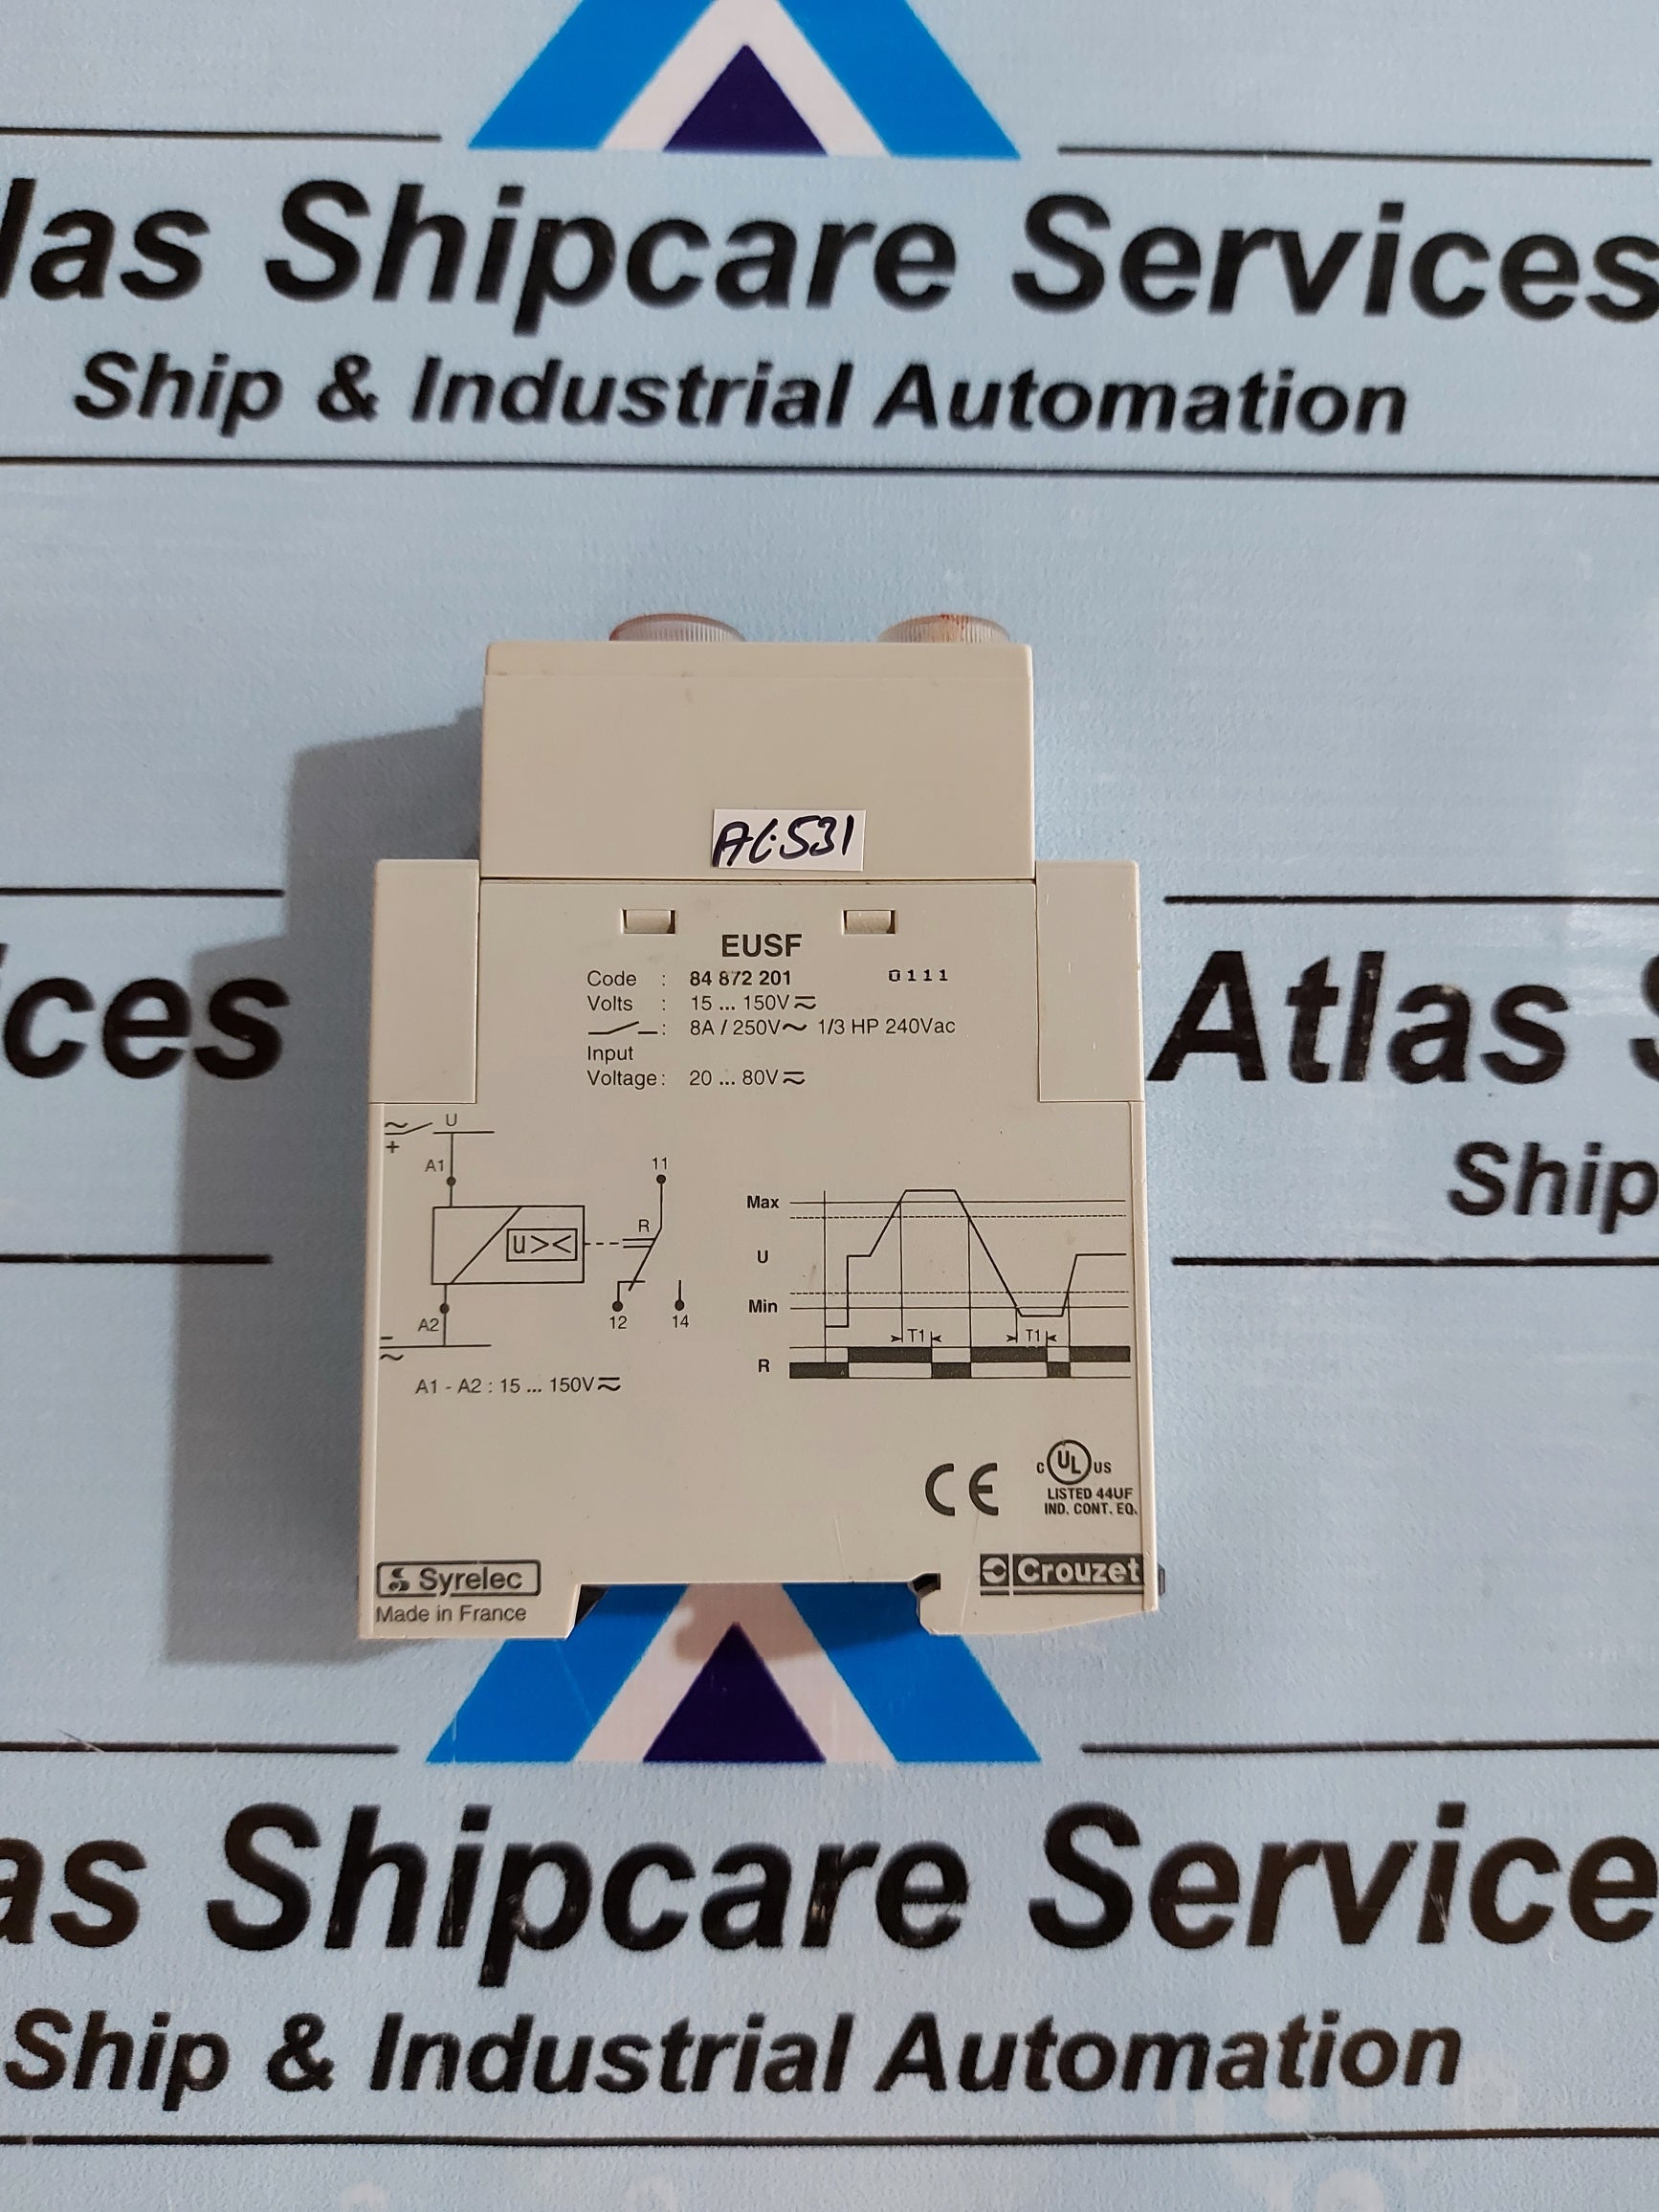 las Shipcare Services
Ship & Industrial Automation
AL531
EUSF
Code : 84 872 201 0111
Volts : 15 ... 150V
: 8A / 250V~ 1/3 HP 240Vac
Input
Voltage : 20 ... 80V
ces
Atlas S
Ship
U
+
A1
11
R
u><
A2
-
12
14
A1 - A2 : 15 ... 150V
Max
U
Min
T1
T1
R
CE
C UL US
LISTED 44UF
IND. CONT. EQ.
Syrelec
Made in France
Crouzet
as Shipcare Service
Ship & Industrial Automation